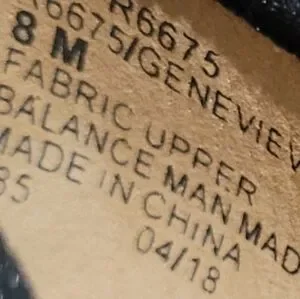 R6675
R6675/GENEVIEV
8 M
FABRIC UPPER
BALANCE MAN MAD
MADE IN CHINA
35
04/18